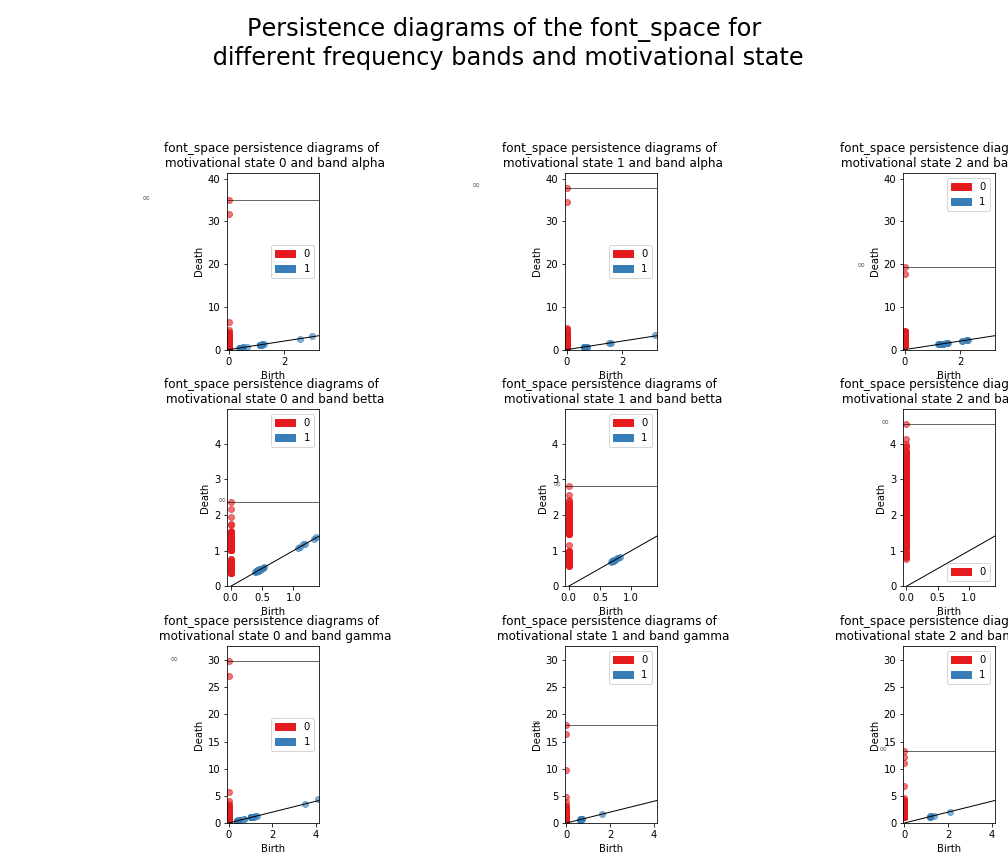 Persistence diagrams of the font_space for
different frequency bands and motivational state
font_space persistence diagrams of
motivational state 0 and band alpha
40
30
20
10
0
∞
Death
0
1
0
2
Birth
font_space persistence diagrams of
motivational state 1 and band alpha
40
30
20
10
0
∞
Death
0
1
0
2
Birth
font_space persistence diag
motivational state 2 and ba
40
30
20
10
0
∞
Death
0
1
0
2
Birth
font_space persistence diagrams of
motivational state 0 and band betta
4
3
2
1
0
∞
Death
0
1
0.0
0.5
1.0
Birth
font_space persistence diagrams of
motivational state 1 and band betta
4
3
2
1
0
∞
Death
0
1
0.0
0.5
1.0
Birth
font_space persistence diag
motivational state 2 and ba
4
3
2
1
0
∞
Death
0
0.0
0.5
1.0
Birth
font_space persistence diagrams of
motivational state 0 and band gamma
30
25
20
15
10
5
0
∞
Death
0
1
0
2
4
Birth
font_space persistence diagrams of
motivational state 1 and band gamma
30
25
20
15
10
5
0
∞
Death
0
1
0
2
4
Birth
font_space persistence diag
motivational state 2 and ba
30
25
20
15
10
5
0
∞
Death
0
1
0
2
4
Birth